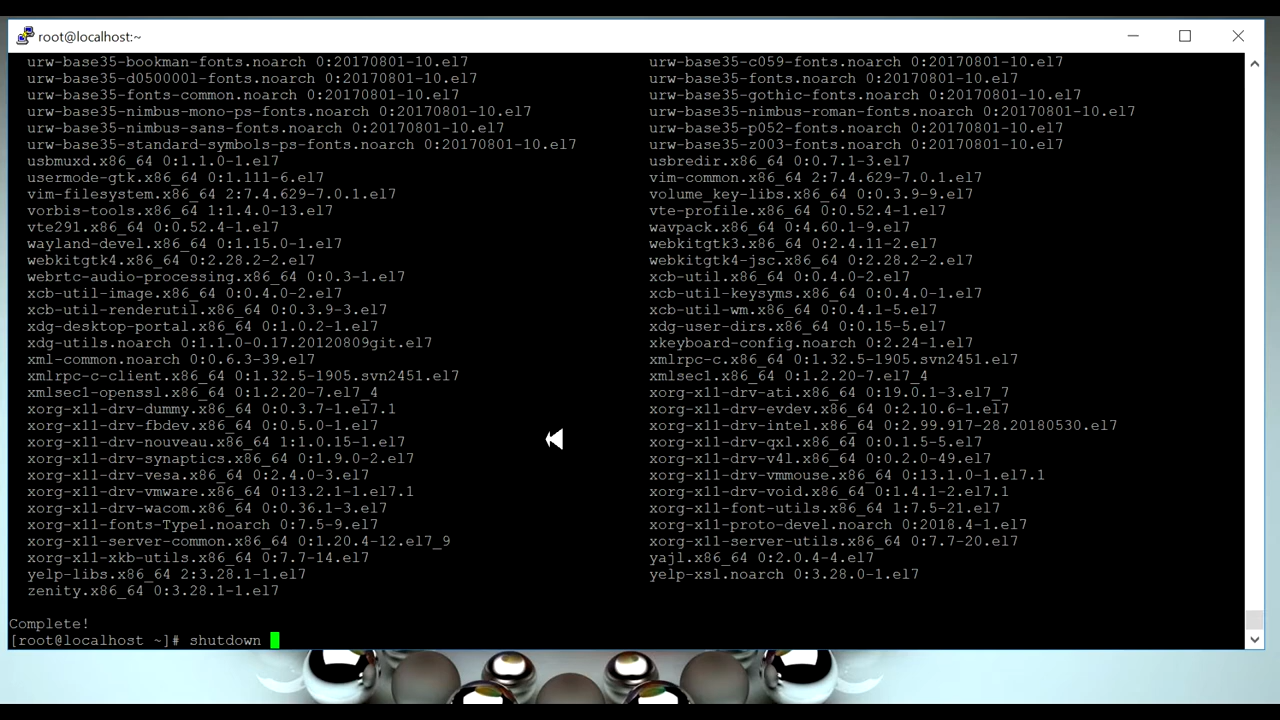 root@localhost:~
urw-base35-bookman-fonts.noarch 0:20170801-10.el7 urw-base35-c059-fonts.noarch 0:20170801-10.el7
urw-base35-d050000l-fonts.noarch 0:20170801-10.el7 urw-base35-fonts.noarch 0:20170801-10.el7
urw-base35-fonts-common.noarch 0:20170801-10.el7 urw-base35-gothic-fonts.noarch 0:20170801-10.el7
urw-base35-nimbus-mono-ps-fonts.noarch 0:20170801-10.el7 urw-base35-nimbus-roman-fonts.noarch 0:20170801-10.el7
urw-base35-nimbus-sans-fonts.noarch 0:20170801-10.el7 urw-base35-p052-fonts.noarch 0:20170801-10.el7
urw-base35-standard-symbols-ps-fonts.noarch 0:20170801-10.el7 urw-base35-z003-fonts.noarch 0:20170801-10.el7
usbmuxd.x86_64 0:1.1.0-1.el7 usbredir.x86_64 0:0.7.1-3.el7
usermode-gtk.x86_64 0:1.111-6.el7 vim-common.x86_64 2:7.4.629-7.0.1.el7
vim-filesystem.x86_64 2:7.4.629-7.0.1.el7 volume_key-libs.x86_64 0:0.3.9-9.el7
vorbis-tools.x86_64 1:1.4.0-13.el7 vte-profile.x86_64 0:0.52.4-1.el7
vte291.x86_64 0:0.52.4-1.el7 wavpack.x86_64 0:4.60.1-9.el7
wayland-devel.x86_64 0:1.15.0-1.el7 webkitgtk3.x86_64 0:2.4.11-2.el7
webkitgtk4.x86_64 0:2.28.2-2.el7 webkitgtk4-jsc.x86_64 0:2.28.2-2.el7
webrtc-audio-processing.x86_64 0:0.3-1.el7 xcb-util.x86_64 0:0.4.0-2.el7
xcb-util-image.x86_64 0:0.4.0-2.el7 xcb-util-keysyms.x86_64 0:0.4.0-1.el7
xcb-util-renderutil.x86_64 0:0.3.9-3.el7 xcb-util-wm.x86_64 0:0.4.1-5.el7
xdg-desktop-portal.x86_64 0:1.0.2-1.el7 xdg-user-dirs.x86_64 0:0.15-5.el7
xdg-utils.noarch 0:1.1.0-0.17.20120809git.el7 xkeyboard-config.noarch 0:2.24-1.el7
xml-common.noarch 0:0.6.3-39.el7 xmlrpc-c.x86_64 0:1.32.5-1905.svn2451.el7
xmlrpc-c-client.x86_64 0:1.32.5-1905.svn2451.el7 xmlsec1.x86_64 0:1.2.20-7.el7_4
xmlsec1-openssl.x86_64 0:1.2.20-7.el7_4 xorg-x11-drv-ati.x86_64 0:19.0.1-3.el7_7
xorg-x11-drv-dummy.x86_64 0:0.3.7-1.el7.1 xorg-x11-drv-evdev.x86_64 0:2.10.6-1.el7
xorg-x11-drv-fbdev.x86_64 0:0.5.0-1.el7 xorg-x11-drv-intel.x86_64 0:2.99.917-28.20180530.el7
xorg-x11-drv-nouveau.x86_64 1:1.0.15-1.el7 xorg-x11-drv-qxl.x86_64 0:0.1.5-5.el7
xorg-x11-drv-synaptics.x86_64 0:1.9.0-2.el7 xorg-x11-drv-v4l.x86_64 0:0.2.0-49.el7
xorg-x11-drv-vesa.x86_64 0:2.4.0-3.el7 xorg-x11-drv-vmmouse.x86_64 0:13.1.0-1.el7.1
xorg-x11-drv-vmware.x86_64 0:13.2.1-1.el7.1 xorg-x11-drv-void.x86_64 0:1.4.1-2.el7.1
xorg-x11-drv-wacom.x86_64 0:0.36.1-3.el7 xorg-x11-font-utils.x86_64 1:7.5-21.el7
xorg-x11-fonts-Type1.noarch 0:7.5-9.el7 xorg-x11-proto-devel.noarch 0:2018.4-1.el7
xorg-x11-server-common.x86_64 0:1.20.4-12.el7_9 xorg-x11-server-utils.x86_64 0:7.7-20.el7
xorg-x11-xkb-utils.x86_64 0:7.7-14.el7 yajl.x86_64 0:2.0.4-4.el7
yelp-libs.x86_64 2:3.28.1-1.el7 yelp-xsl.noarch 0:3.28.0-1.el7
zenity.x86_64 0:3.28.1-1.el7
Complete!
[root@localhost ~]# shutdown